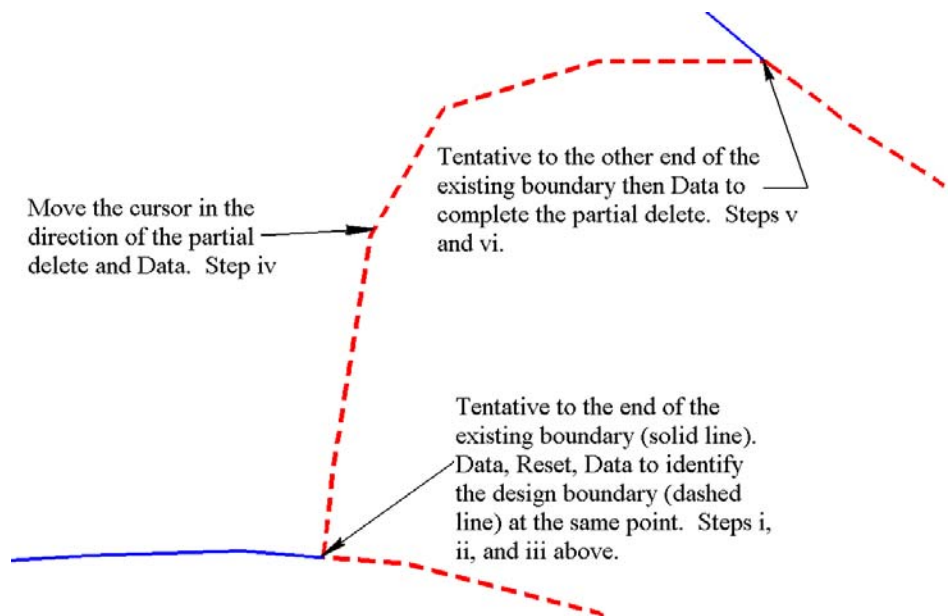 Tentative to the other end of the
existing boundary then Data to
complete the partial delete.  Steps v
and vi.
Move the cursor in the
direction of the partial
delete and Data.  Step iv
Tentative to the end of the
existing boundary (solid line).
Data, Reset, Data to identify
the design boundary (dashed
line) at the same point.  Steps i,
ii, and iii above.